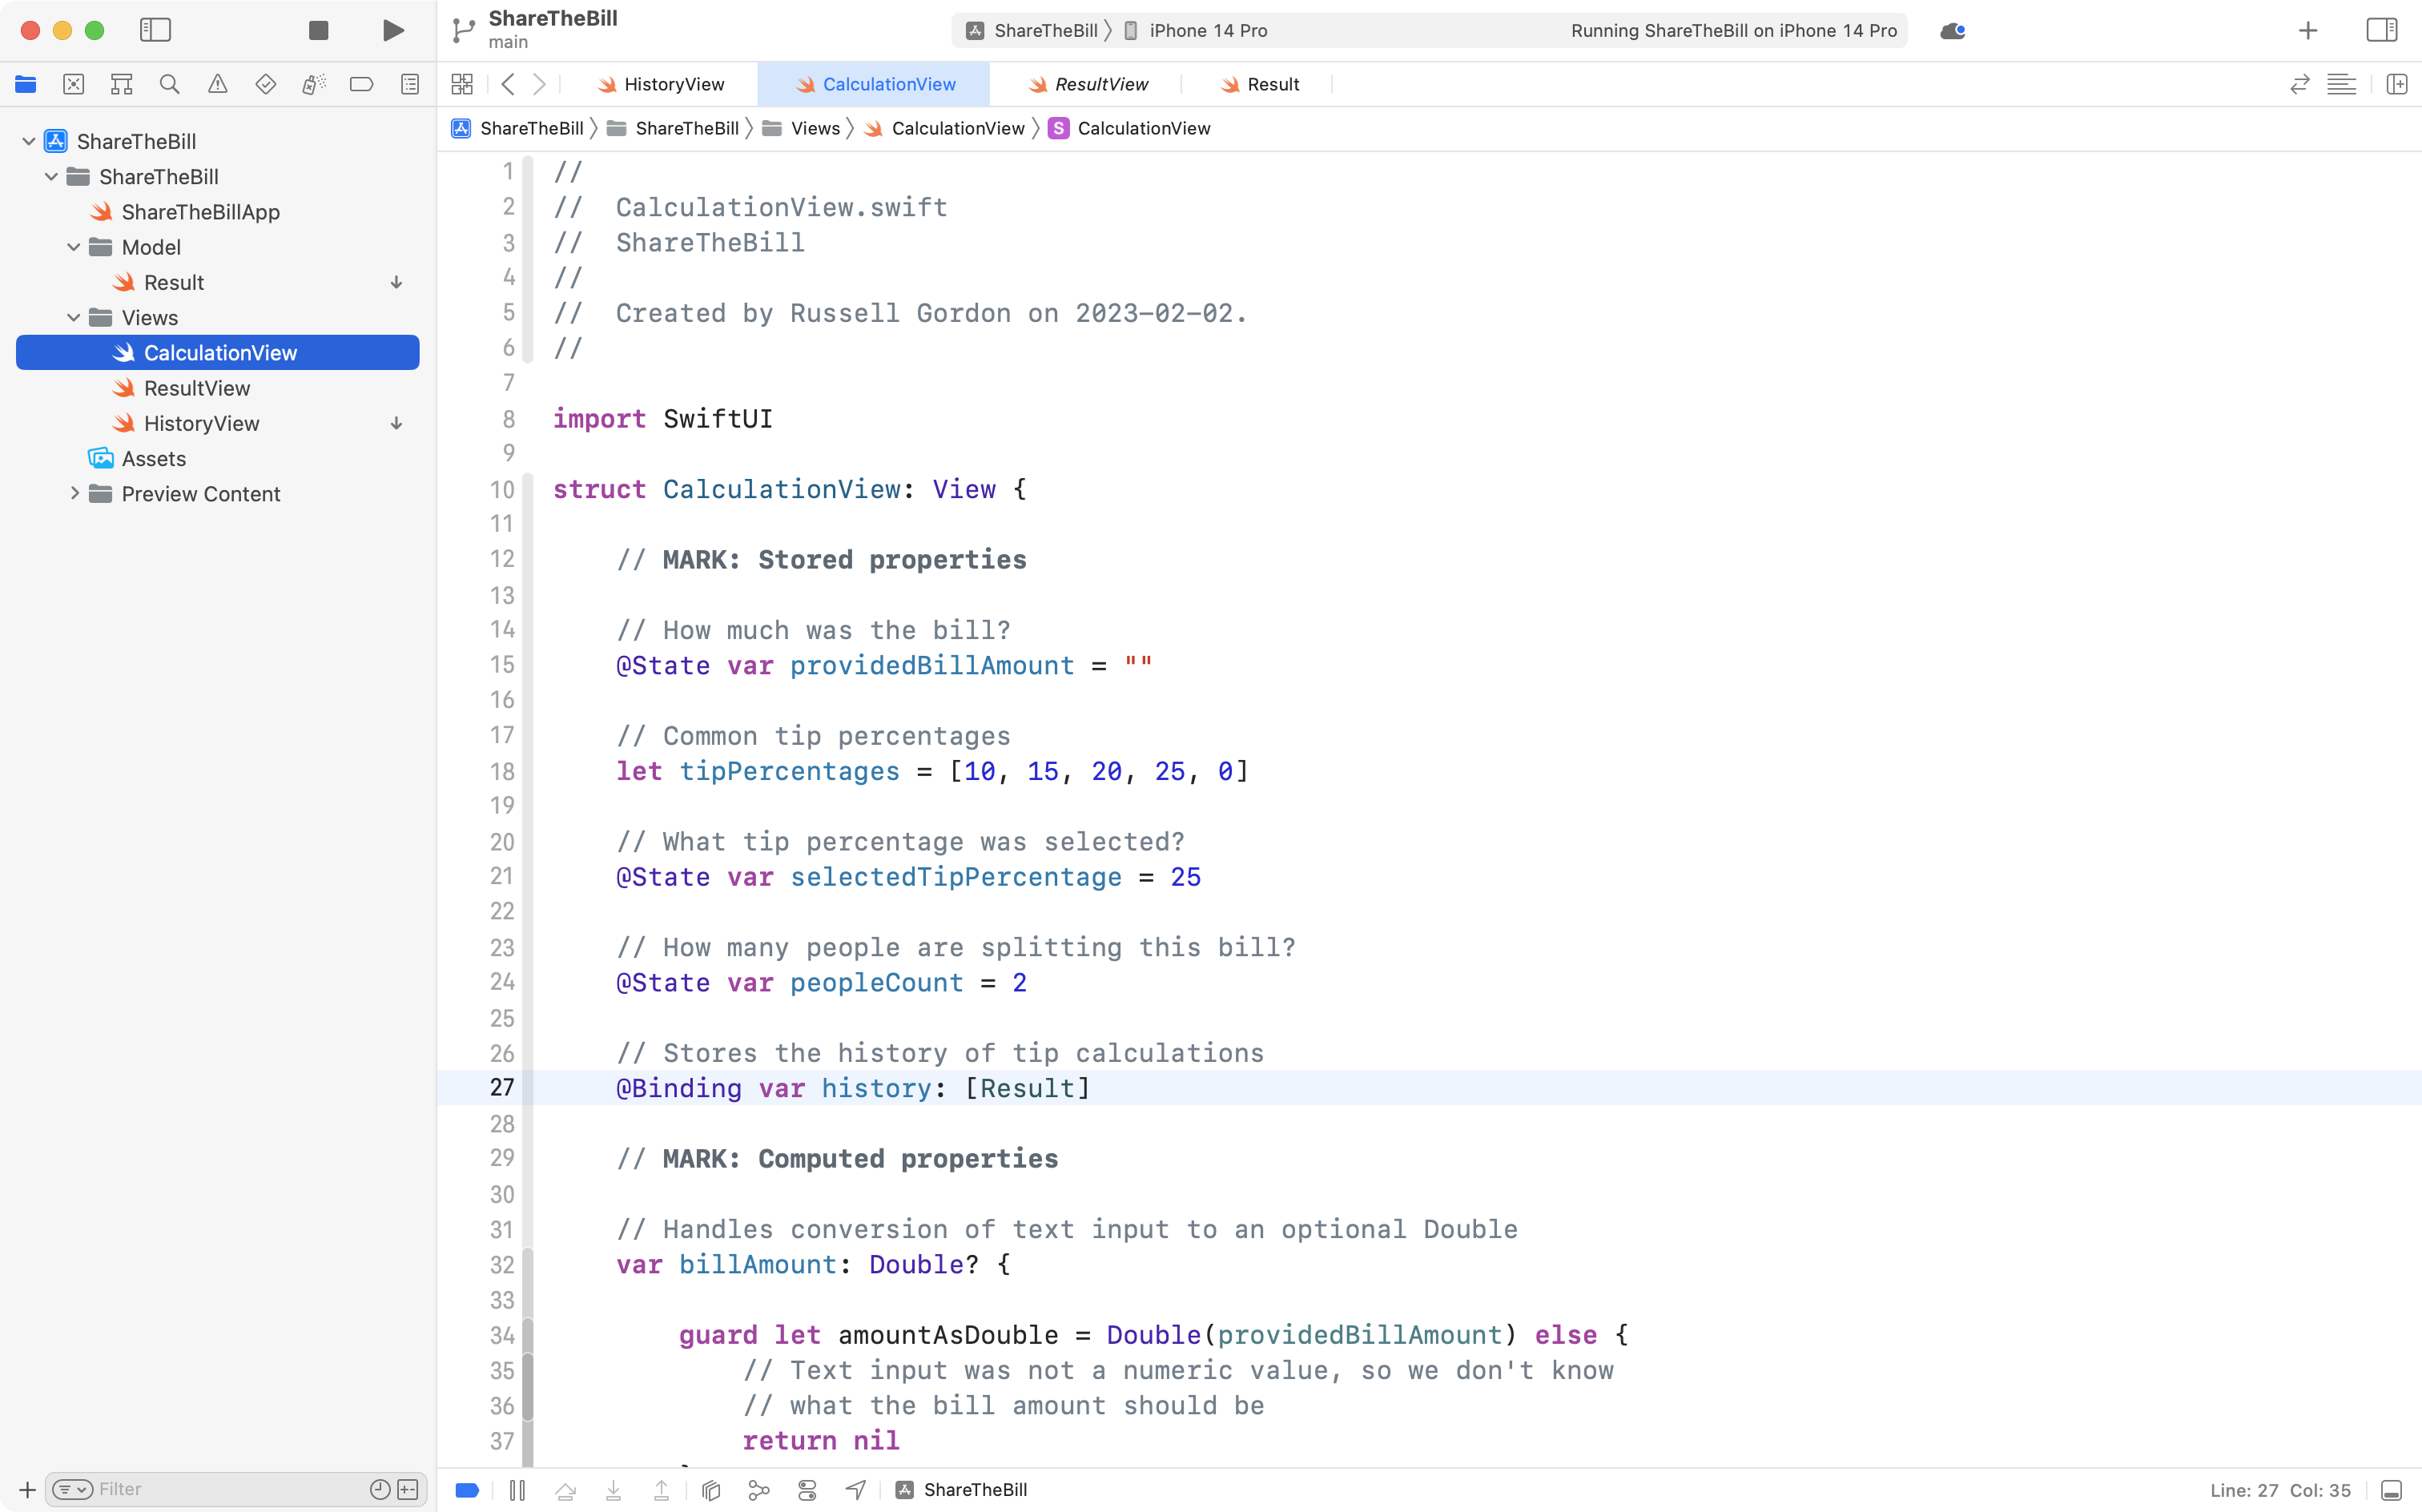 ShareTheBill
main
ShareTheBill
iPhone 14 Pro
Running ShareTheBill on iPhone 14 Pro
HistoryView
CalculationView
ResultView
Result
ShareTheBill
ShareTheBill
Views
CalculationView
S CalculationView
ShareTheBill
ShareTheBill
ShareTheBillApp
Model
Result
Views
CalculationView
ResultView
HistoryView
Assets
Preview Content
1 //
2 //  CalculationView.swift
3 //  ShareTheBill
4 //
5 //  Created by Russell Gordon on 2023-02-02.
6 //
7
8 import SwiftUI
9
10 struct CalculationView: View {
11
12     // MARK: Stored properties
13
14     // How much was the bill?
15     @State var providedBillAmount = ""
16
17     // Common tip percentages
18     let tipPercentages = [10, 15, 20, 25, 0]
19
20     // What tip percentage was selected?
21     @State var selectedTipPercentage = 25
22
23     // How many people are splitting this bill?
24     @State var peopleCount = 2
25
26     // Stores the history of tip calculations
27     @Binding var history: [Result]
28
29     // MARK: Computed properties
30
31     // Handles conversion of text input to an optional Double
32     var billAmount: Double? {
33
34         guard let amountAsDouble = Double(providedBillAmount) else {
35             // Text input was not a numeric value, so we don't know
36             // what the bill amount should be
37             return nil
Filter
ShareTheBill
Line: 27 Col: 35